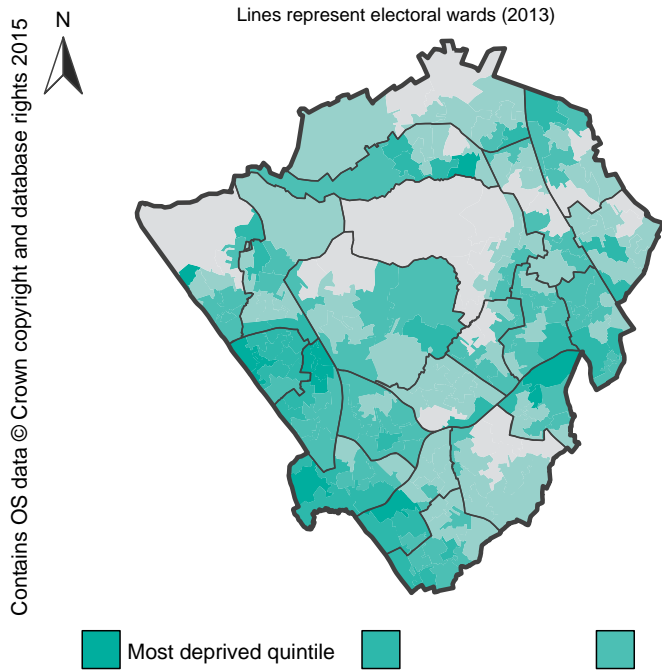 Lines represent electoral wards (2013)
N
Contains OS data © Crown copyright and database rights 2015
Most deprived quintile